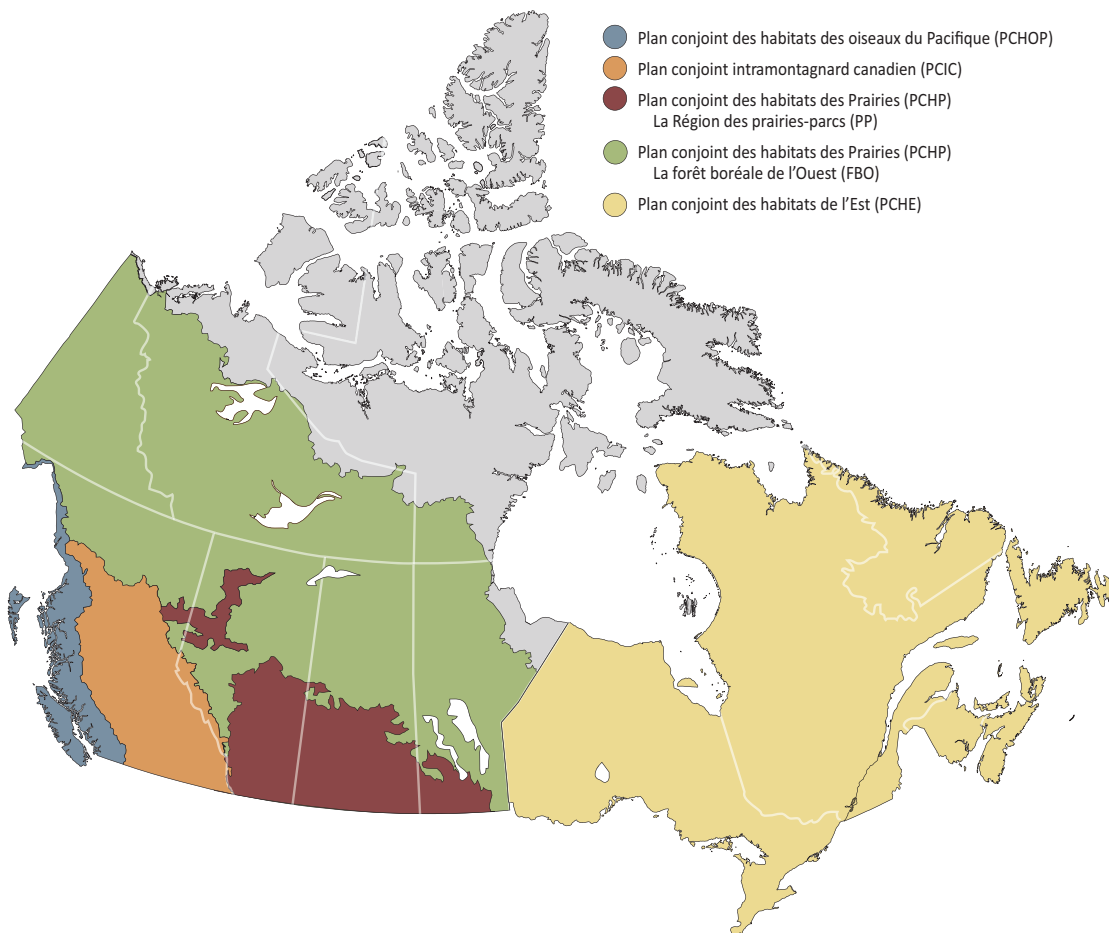 Plan conjoint des habitats des oiseaux du Pacifique (PCHOP)
Plan conjoint intramontagnard canadien (PCIC)
Plan conjoint des habitats des Prairies (PCHP)
La Région des prairies-parcs (PP)
Plan conjoint des habitats des Prairies (PCHP)
La forêt boréale de l’Ouest (FBO)
Plan conjoint des habitats de l’Est (PCHE)